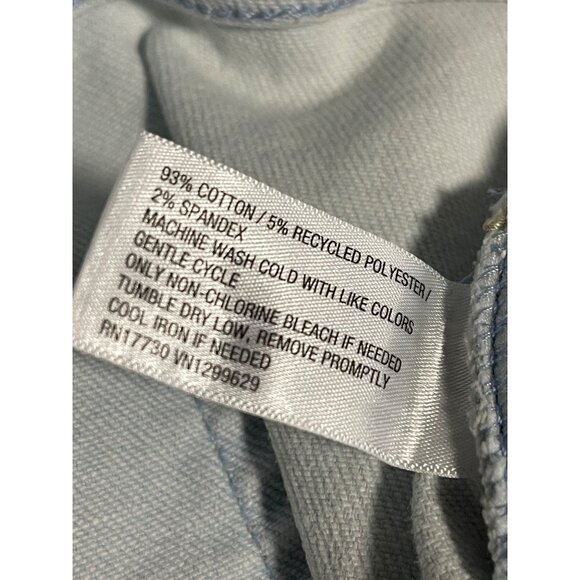 93% COTTON / 5% RECYCLED POLYESTER /
2% SPANDEX
MACHINE WASH COLD WITH LIKE COLORS
GENTLE CYCLE
ONLY NON-CHLORINE BLEACH IF NEEDED
TUMBLE DRY LOW, REMOVE PROMPTLY
COOL IRON IF NEEDED
RN17730 VN1299629